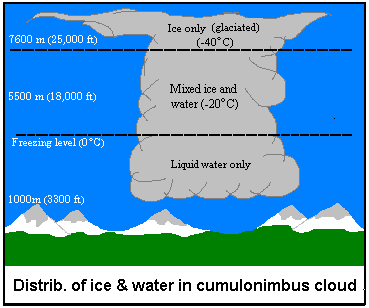 Ice only (glaciated)
(-40°C)
7600 m (25,000 ft)
Mixed ice and
water (-20°C)
5500 m (18,000 ft)
Freezing level (0°C)
Liquid water only
1000m (3300 ft)
Distrib. of ice & water in cumulonimbus cloud